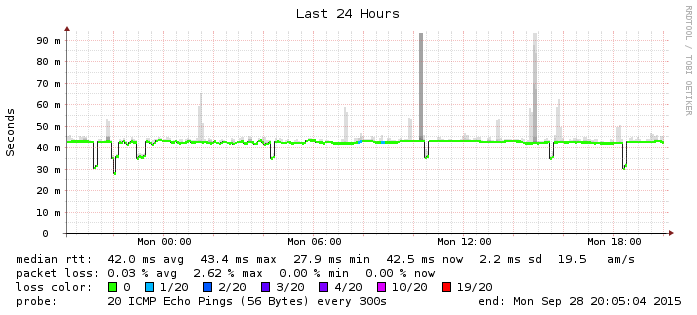 Last 24 Hours
RRDTOOL / TOBI OETIKER
Seconds
90 m
80 m
70 m
60 m
50 m
40 m
30 m
20 m
10 m
0
Mon 00:00 Mon 06:00 Mon 12:00 Mon 18:00
median rtt: 42.0 ms avg 43.4 ms max 27.9 ms min 42.5 ms now 2.2 ms sd 19.5 am/s
packet loss: 0.03 % avg 2.62 % max 0.00 % min 0.00 % now
loss color: 0 1/20 2/20 3/20 4/20 10/20 19/20
probe: 20 ICMP Echo Pings (56 Bytes) every 300s end: Mon Sep 28 20:05:04 2015